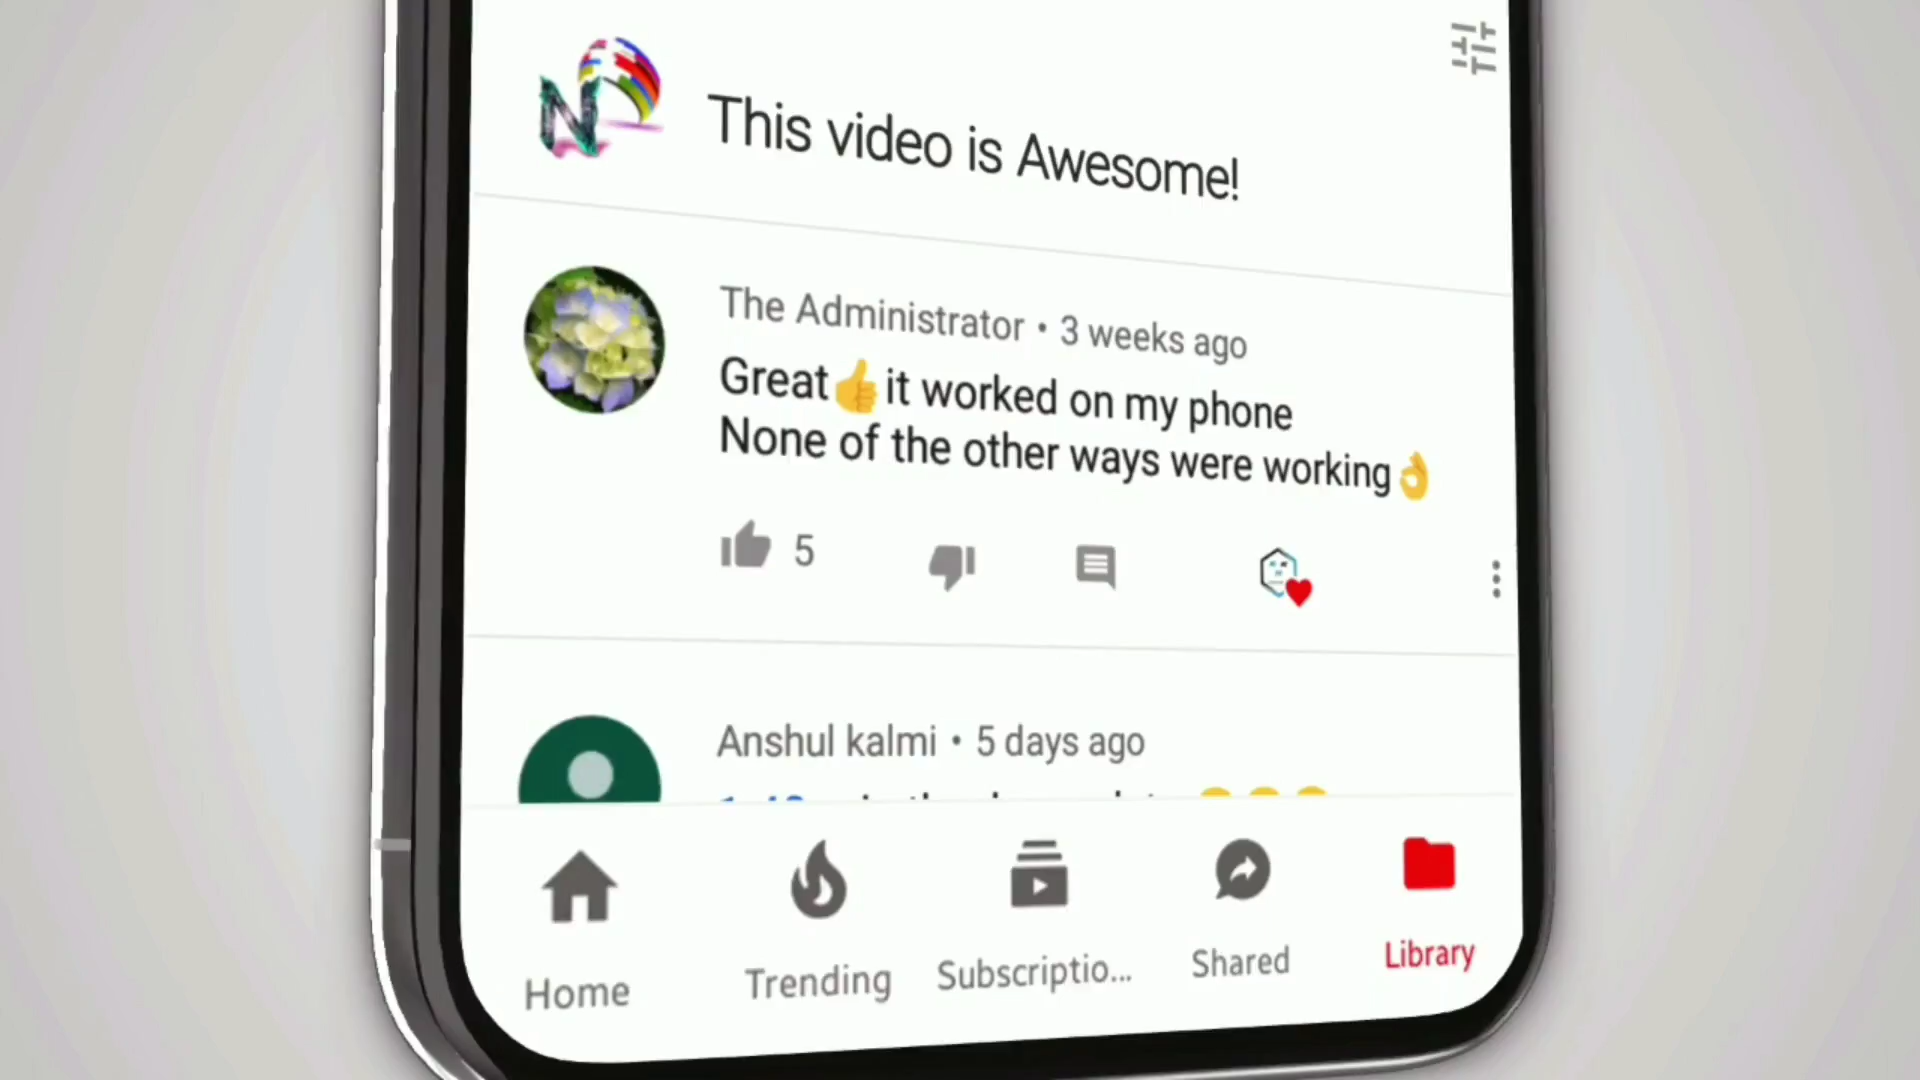 This video is Awesome!
The Administrator • 3 weeks ago
Great👍it worked on my phone
None of the other ways were working👌
5
Anshul kalmi • 5 days ago
Home
Trending
Subscriptio...
Shared
Library